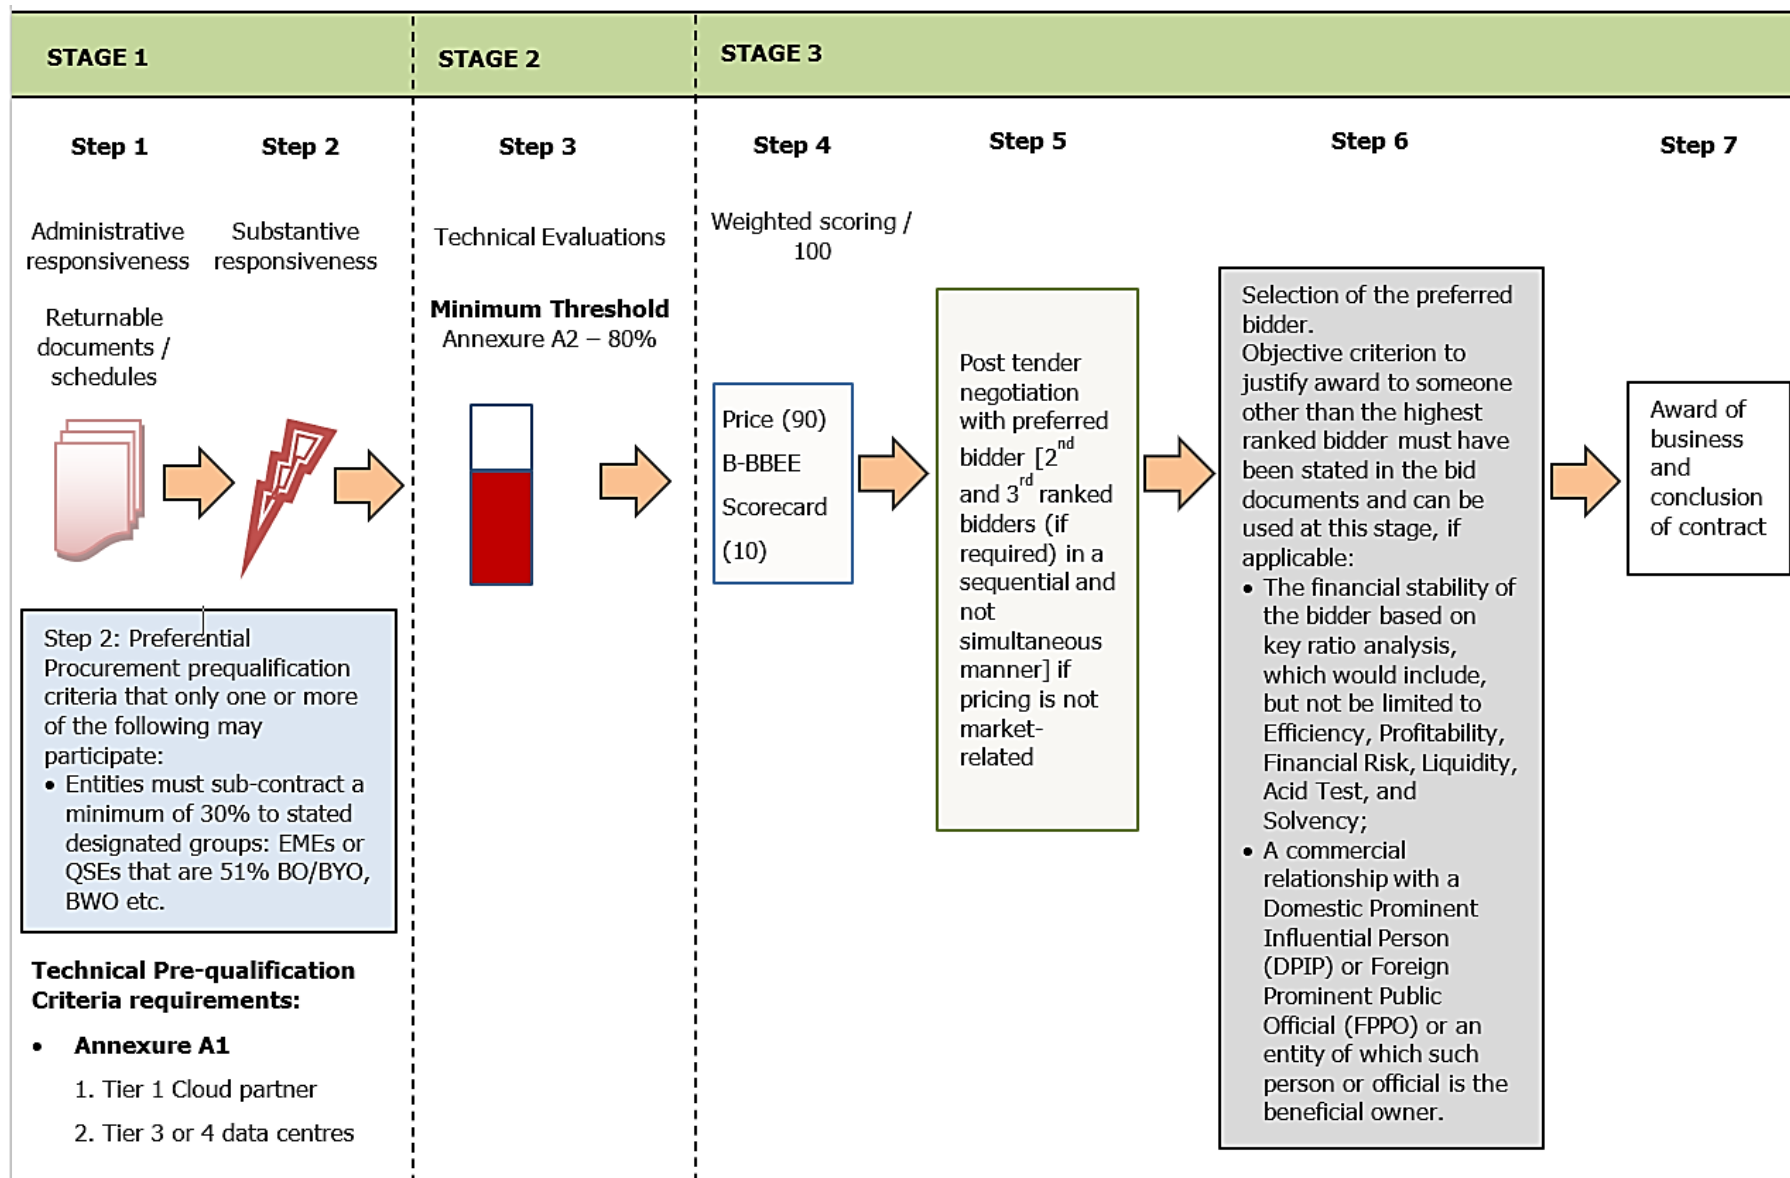 STAGE 1
STAGE 2
STAGE 3
Step 1
Step 2
Step 3
Step 4
Step 5
Step 6
Step 7
Administrative
responsiveness
Returnable
documents /
schedules
Substantive
responsiveness
Step 2: Preferential
Procurement prequalification
criteria that only one or more
of the following may
participate:
• Entities must sub-contract a
minimum of 30% to stated
designated groups: EMEs or
QSEs that are 51% BO/BYO,
BWO etc.
Technical Pre-qualification
Criteria requirements:
• Annexure A1
1. Tier 1 Cloud partner
2. Tier 3 or 4 data centres
Technical Evaluations
Minimum Threshold
Annexure A2 – 80%
Weighted scoring /
100
Price (90)
B-BBEE
Scorecard
(10)
Post tender
negotiation
with preferred
bidder [2nd
and 3rd ranked
bidders (if
required) in a
sequential and
not
simultaneous
manner] if
pricing is not
market-
related
Selection of the preferred
bidder.
Objective criterion to
justify award to someone
other than the highest
ranked bidder must have
been stated in the bid
documents and can be
used at this stage, if
applicable:
• The financial stability of
the bidder based on
key ratio analysis,
which would include,
but not be limited to
Efficiency, Profitability,
Financial Risk, Liquidity,
Acid Test, and
Solvency;
• A commercial
relationship with a
Domestic Prominent
Influential Person
(DPIP) or Foreign
Prominent Public
Official (FPPO) or an
entity of which such
person or official is the
beneficial owner.
Award of
business
and
conclusion
of contract